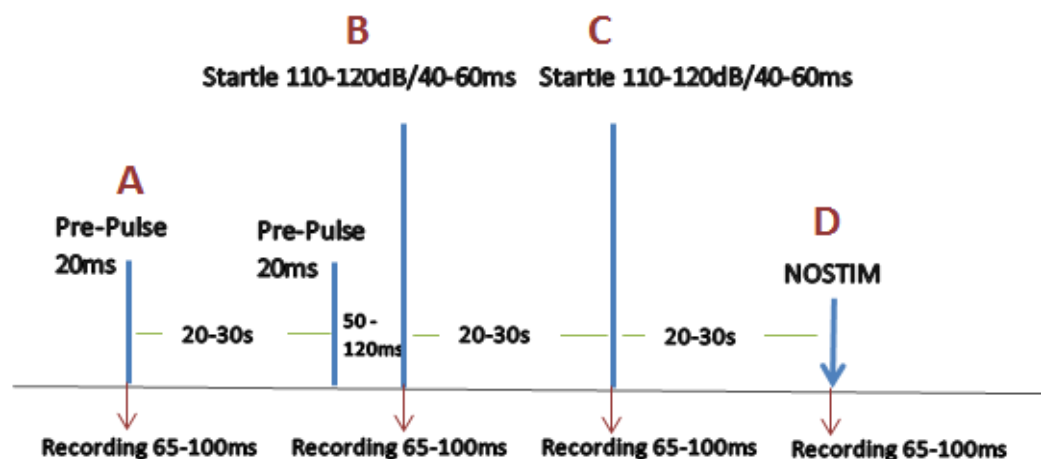 B
C
Startle 110-120dB/40-60ms
Startle 110-120dB/40-60ms
A
Pre-Pulse
20ms
Pre-Pulse
20ms
D
NOSTIM
20-30s
50 -
120ms
20-30s
20-30s
Recording 65-100ms
Recording 65-100ms
Recording 65-100ms
Recording 65-100ms